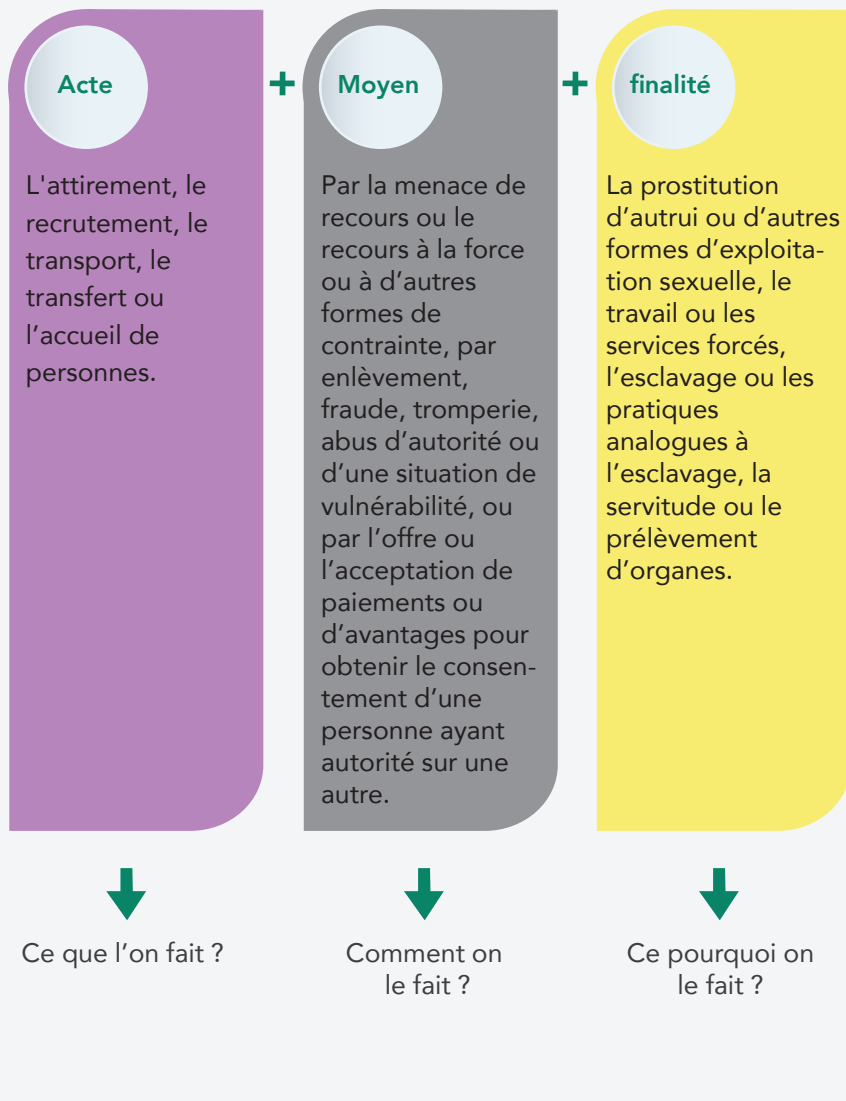 Acte
+
Moyen
+
finalité
L'attirement, le
recrutement, le
transport, le
transfert ou
l’accueil de
personnes.
Par la menace de
recours ou le
recours à la force
ou à d’autres
formes de
contrainte, par
enlèvement,
fraude, tromperie,
abus d’autorité ou
d’une situation de
vulnérabilité, ou
par l’offre ou
l’acceptation de
paiements ou
d’avantages pour
obtenir le consen-
tement d’une
personne ayant
autorité sur une
autre.
La prostitution
d’autrui ou d’autres
formes d’exploita-
tion sexuelle, le
travail ou les
services forcés,
l’esclavage ou les
pratiques
analogues à
l’esclavage, la
servitude ou le
prélèvement
d’organes.
Ce que l’on fait ?
Comment on
le fait ?
Ce pourquoi on
le fait ?